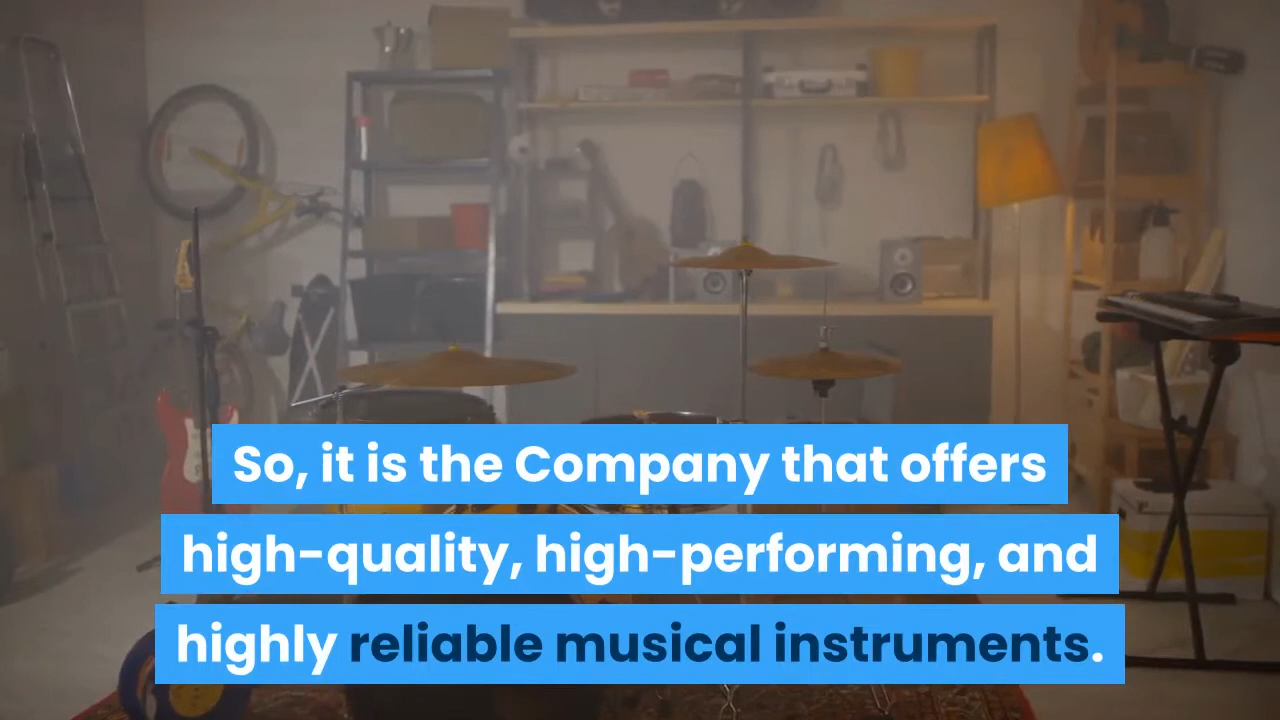 So, it is the Company that offers
high-quality, high-performing, and
highly reliable musical instruments.